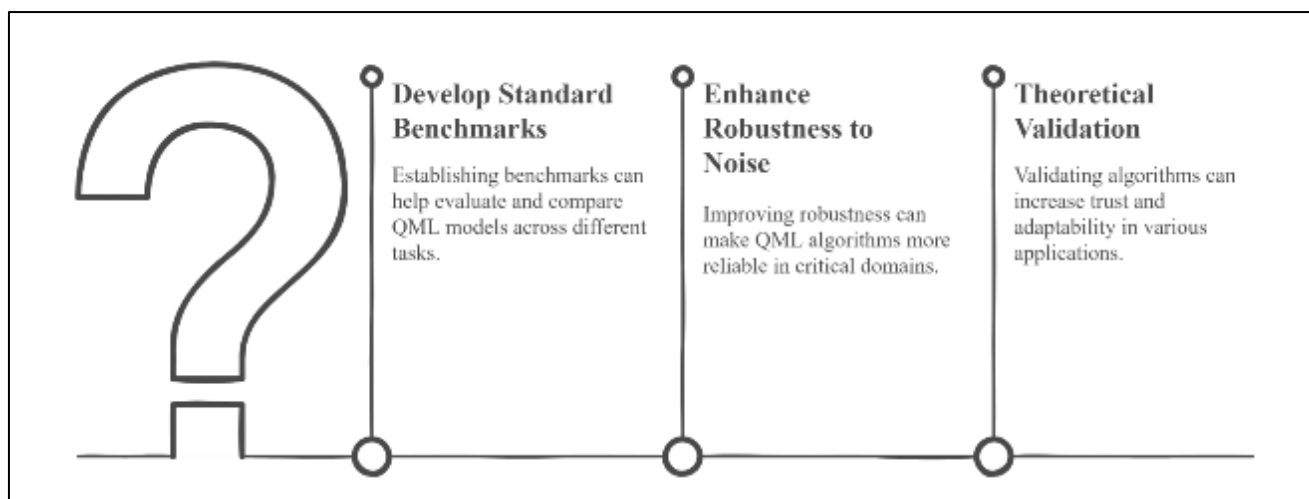 Develop Standard
Benchmarks
Establishing benchmarks can
help evaluate and compare
QML models across different
tasks.
Enhance
Robustness to
Noise
Improving robustness can
make QML algorithms more
reliable in critical domains.
Theoretical
Validation
Validating algorithms can
increase trust and
adaptability in various
applications.